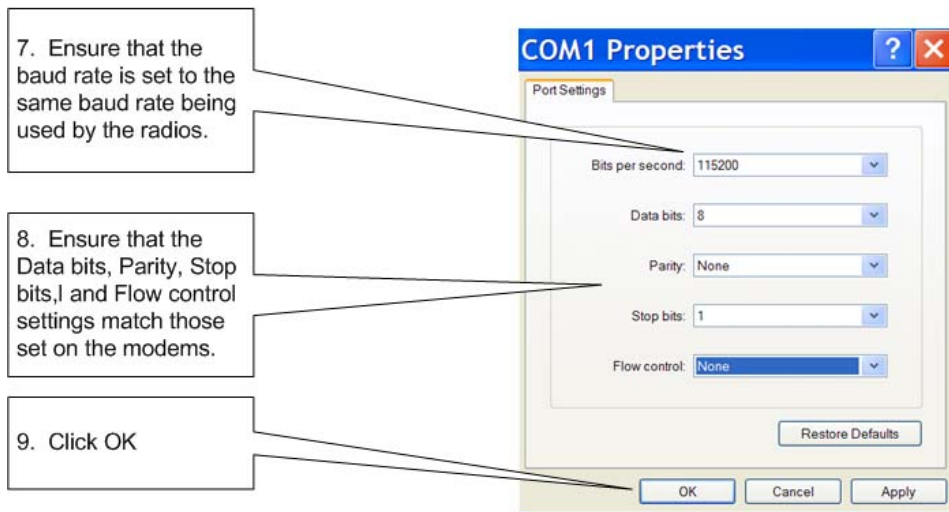 7. Ensure that the
baud rate is set to the
same baud rate being
used by the radios.
8. Ensure that the
Data bits, Parity, Stop
bits,l and Flow control
settings match those
set on the modems.
9. Click OK
COM1 Properties
?
Port Settings
Bits per second: 115200
Data bits: 8
Parity: None
Stop bits: 1
Flow control: None
Restore Defaults
OK Cancel Apply